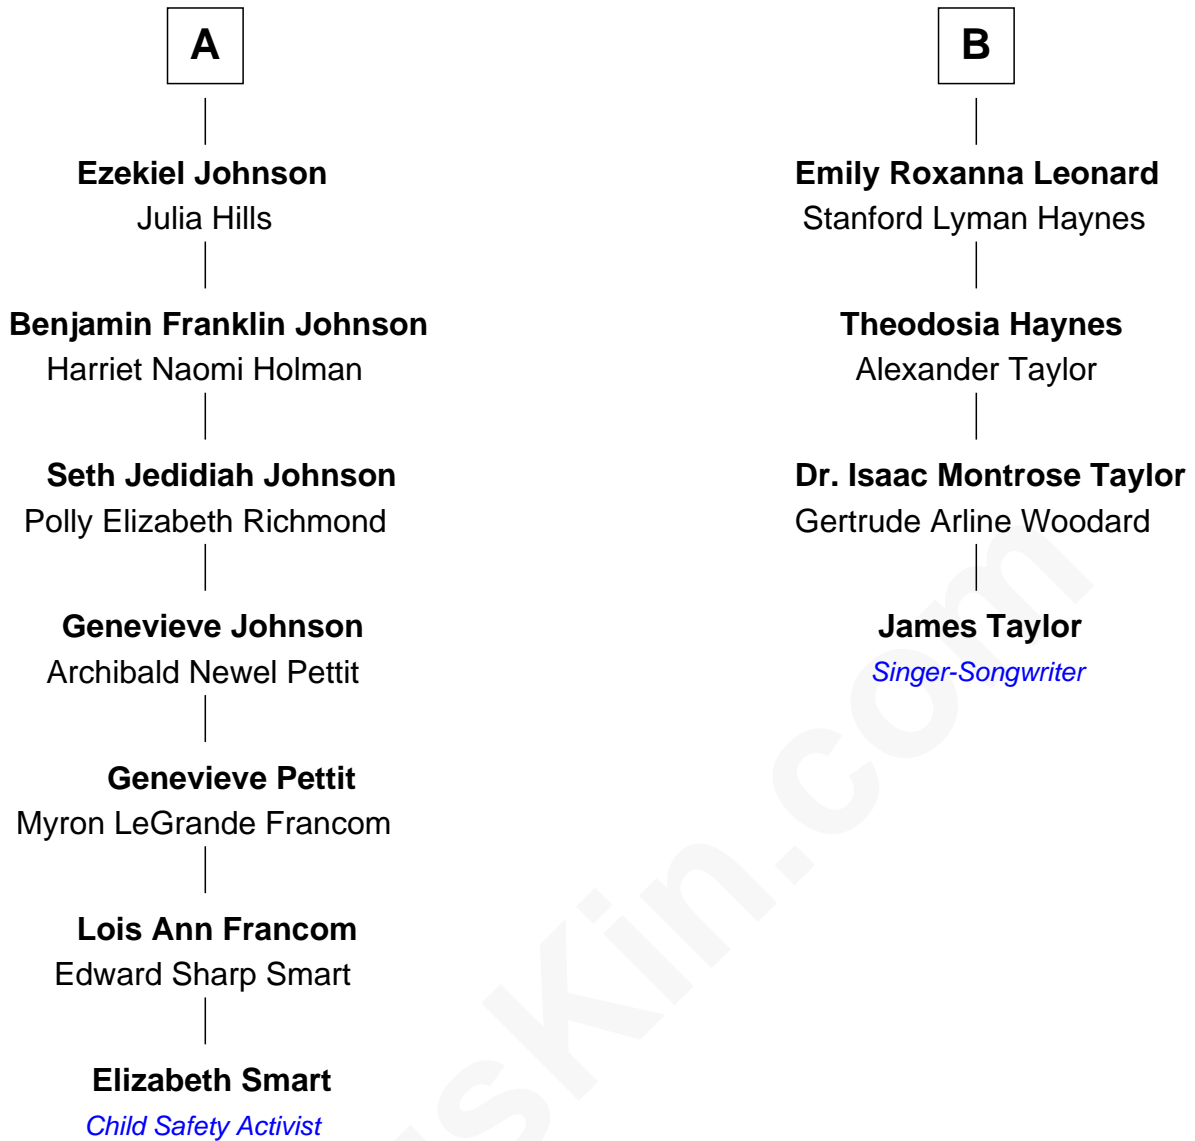 A
Ezekiel Johnson
Julia Hills
Benjamin Franklin Johnson
Harriet Naomi Holman
Seth Jedidiah Johnson
Polly Elizabeth Richmond
Genevieve Johnson
Archibald Newel Pettit
Genevieve Pettit
Myron LeGrande Francom
Lois Ann Francom
Edward Sharp Smart
Elizabeth Smart
Child Safety Activist
B
Emily Roxanna Leonard
Stanford Lyman Haynes
Theodosia Haynes
Alexander Taylor
Dr. Isaac Montrose Taylor
Gertrude Arline Woodard
James Taylor
Singer-Songwriter